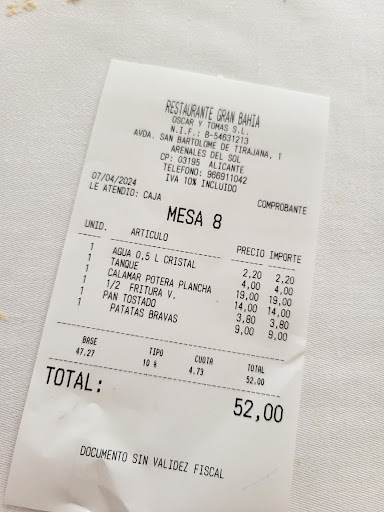 RESTAURANTE GRAN BAHIA
OSCAR Y TOMAS S.L.
N.I.F.: B-54631213
AVDA. SAN BARTOLOME DE TIRAJANA, 1
ARENALES DEL SOL
CP: 03195 ALICANTE
TELEFONO: 966911042
IVA 10% INCLUIDO
07/04/2024 COMPROBANTE
LE ATENDIO: CAJA
MESA 8
UNID. ARTICULO PRECIO IMPORTE
1 AGUA 0,5 L CRISTAL 2,20 2,20
1 TANQUE 4,00 4,00
1 CALAMAR POTERA PLANCHA 19,00 19,00
1 1/2 FRITURA V. 14,00 14,00
1 PAN TOSTADO 3,80 3,80
1 PATATAS BRAVAS 9,00 9,00
BASE TIPO CUOTA TOTAL
47.27 10 % 4.73 52.00
TOTAL: 52,00
DOCUMENTO SIN VALIDEZ FISCAL